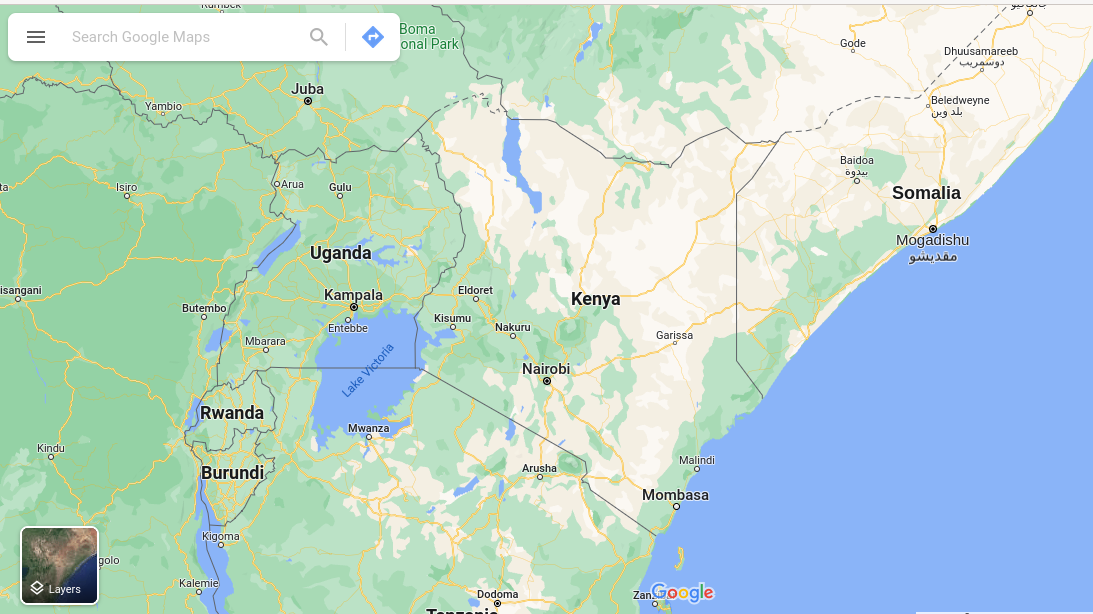 Rumbek
جالكافيو
Search Google Maps
Boma
onal Park
Gode
Dhuusamareeb
دوسمريب
Juba
Yambio
Beledweyne
بلد وين
Baidoa
بيدوة
Isiro
Arua
Gulu
Somalia
Mogadishu
مقديشو
Uganda
isangani
Kampala
Eldoret
Kenya
Butembo
Entebbe
Kisumu
Nakuru
Mbarara
Garissa
Lake Victoria
Nairobi
Rwanda
Mwanza
Kindu
Malindi
Burundi
Arusha
Mombasa
Kigoma
golo
Kalemie
Layers
Dodoma
Zan
Google
Tanzania